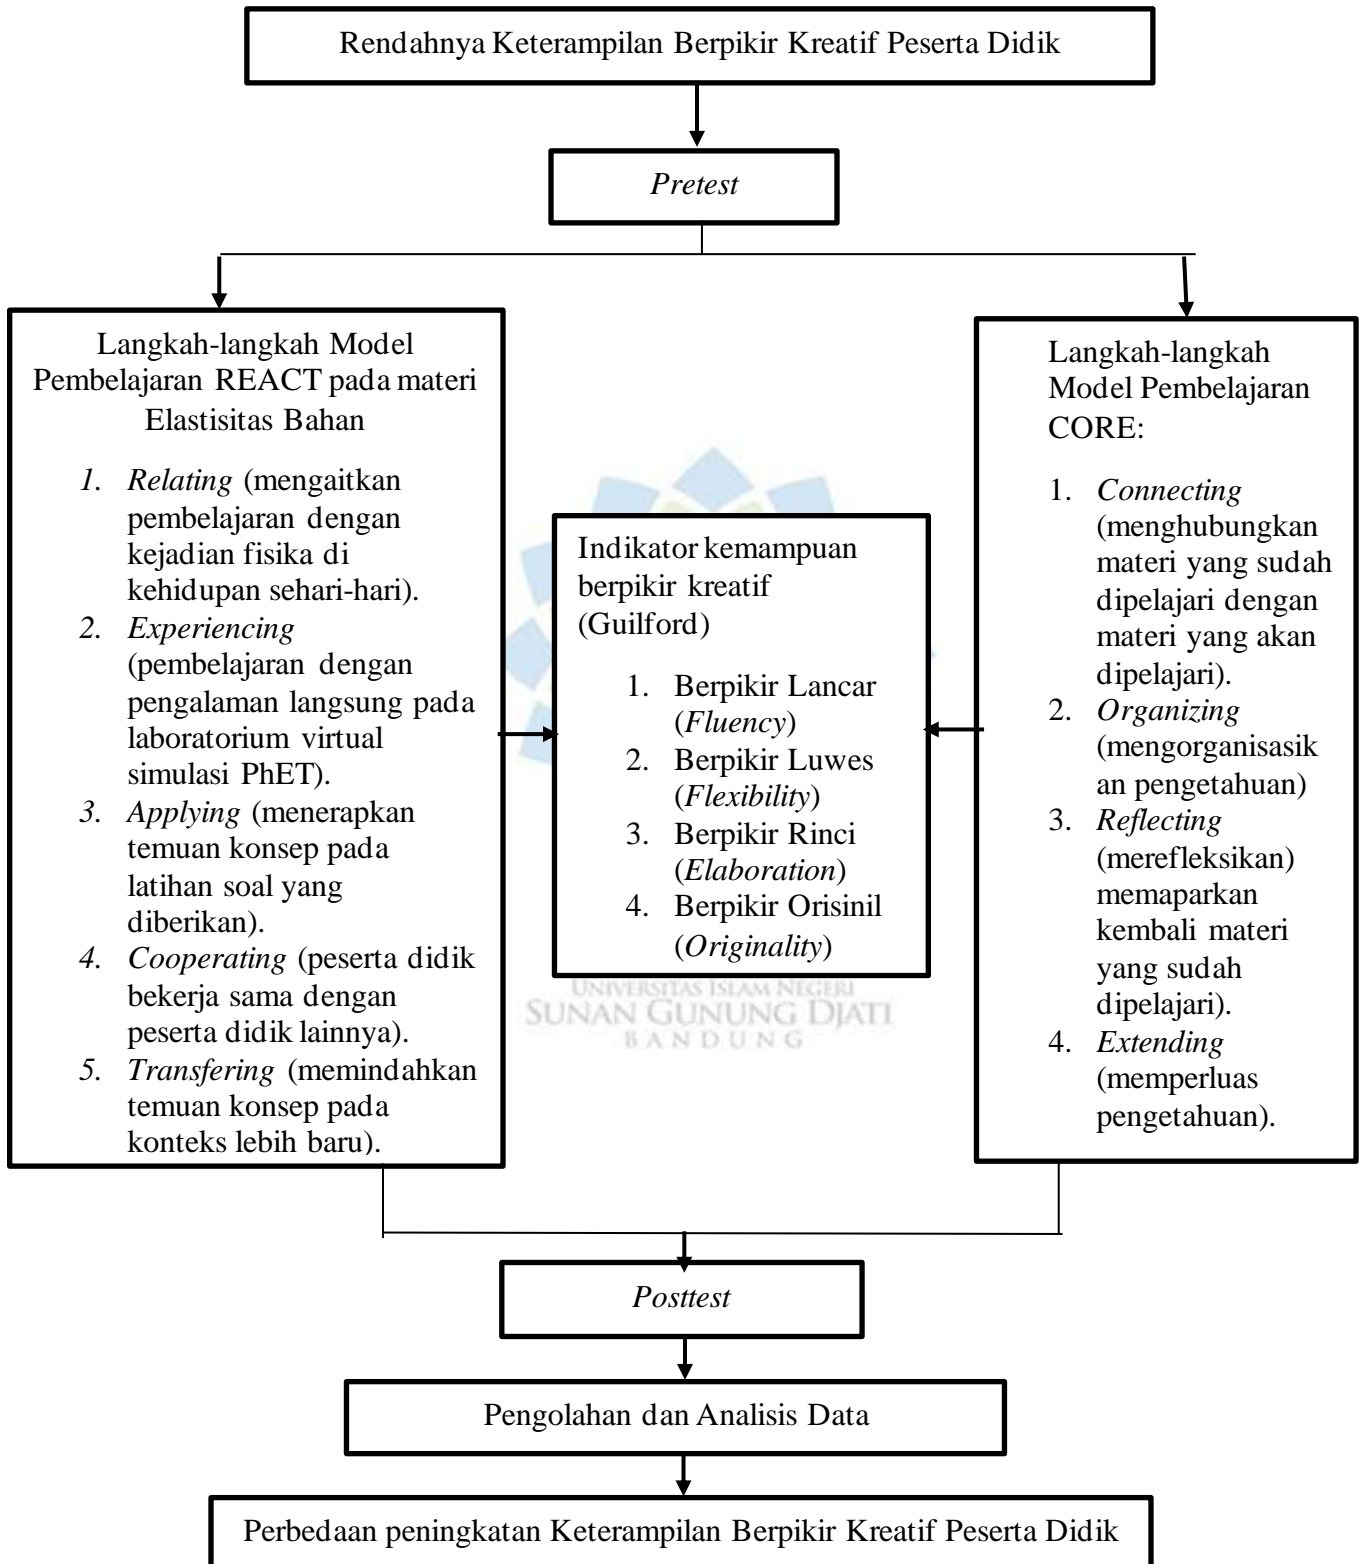 Rendahnya Keterampilan Berpikir Kreatif Peserta Didik
Pretest
Langkah-langkah Model
Pembelajaran REACT pada materi
Elastisitas Bahan
1. Relating (mengaitkan
pembelajaran dengan
kejadian fisika di
kehidupan sehari-hari).
2. Experiencing
(pembelajaran dengan
pengalaman langsung pada
laboratorium virtual
simulasi PhET).
3. Applying (menerapkan
temuan konsep pada
latihan soal yang
diberikan).
4. Cooperating (peserta didik
bekerja sama dengan
peserta didik lainnya).
5. Transfering (memindahkan
temuan konsep pada
konteks lebih baru).
Indikator kemampuan
berpikir kreatif
(Guilford)
1. Berpikir Lancar
(Fluency)
2. Berpikir Luwes
(Flexibility)
3. Berpikir Rinci
(Elaboration)
4. Berpikir Orisinil
(Originality)
UNIVERSITAS ISLAM NEGERI
SUNAN GUNUNG DJATI
BANDUNG
Langkah-langkah
Model Pembelajaran
CORE:
1. Connecting
(menghubungkan
materi yang sudah
dipelajari dengan
materi yang akan
dipelajari).
2. Organizing
(mengorganisasik
an pengetahuan)
3. Reflecting
(merefleksikan)
memaparkan
kembali materi
yang sudah
dipelajari).
4. Extending
(memperluas
pengetahuan).
Posttest
Pengolahan dan Analisis Data
Perbedaan peningkatan Keterampilan Berpikir Kreatif Peserta Didik